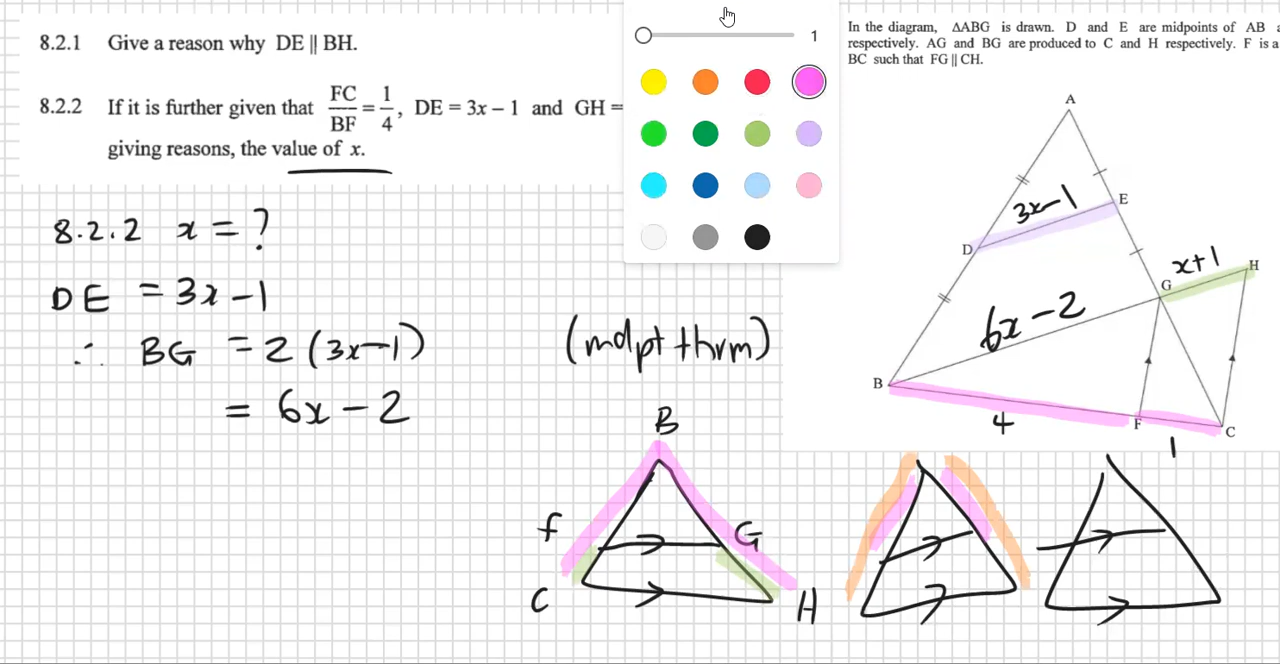 8.2.1 Give a reason why DE || BH.
8.2.2 If it is further given that FC/BF = 1/4, DE = 3x − 1 and GH =
giving reasons, the value of x.
1
In the diagram, ΔABG is drawn. D and E are midpoints of AB
respectively. AG and BG are produced to C and H respectively. F is a
BC such that FG || CH.
8.2.2 x = ?
DE = 3x − 1
∴ BG = 2(3x−1) (mdpt thrm)
= 6x − 2
A
E
3x−1
D
x+1
H
G
6x − 2
B
4
F
C
1
B
f
G
C
H